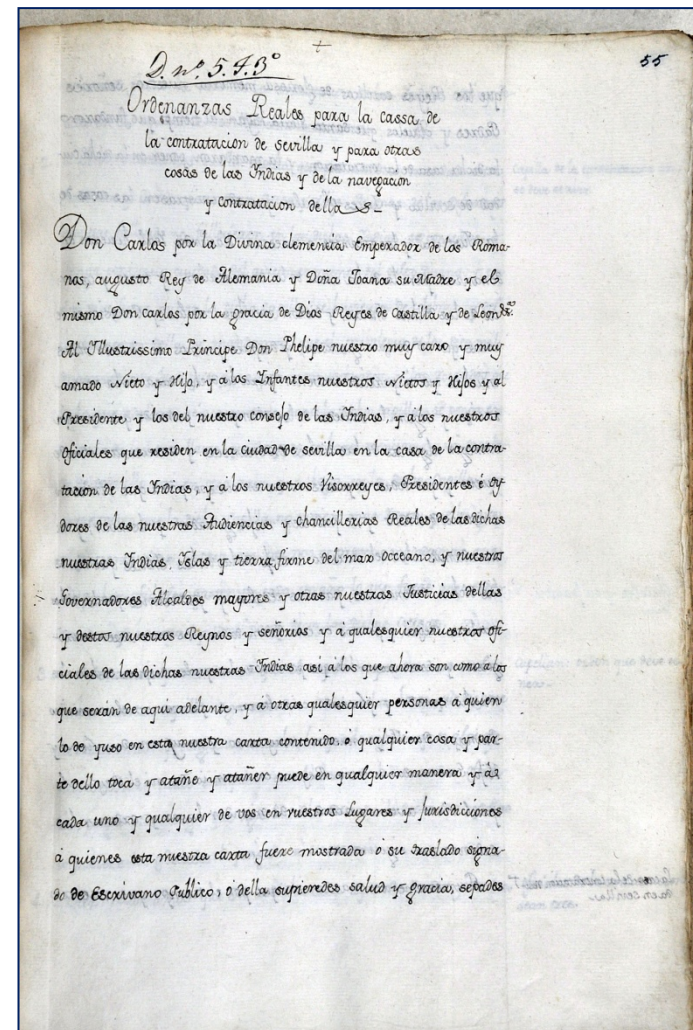 55
D. nº. 5. J. 3º
Ordenanzas Reales para la cassa de
la contratacion de sevilla y para otras
cosas de las Indias y de la navegacion
y contratacion dellas
Don Carlos por la Divina clemencia Emperador de los Roma-
nos, augusto Rey de Alemania y Doña Joana su Madre y el
mismo Don carlos por la gracia de Dios Reyes de castilla y de Leon &ª.
Al Illustrissimo Principe Don Phelipe nuestro muy caro y muy
amado Nieto y Hijo, y á los Infantes nuestros Nietos y Hijos y al
Presidente y los del nuestro consejo de las Indias, y á los nuestros
oficiales que residen en la ciudad de sevilla en la casa de la contra-
tacion de las Indias, y á los nuestros Visorreyes, Presidentes é oy-
dores de las nuestras Audiencias y chancillerias Reales de las dichas
nuestras Indias, Islas y tierra firme del mar occeano, y nuestros
Governadores Alcaldes mayores y otras nuestras Justicias dellas
y destos nuestros Reynos y señorios y á qualesquier nuestros ofi-
ciales de las dichas nuestras Indias asi á los que ahora son como á los
que serán de aqui adelante, y á otras qualesquier personas á quien
lo de yuso en esta nuestra carta contenido, ó qualquier cosa y par-
te dello toca y atañe y atañer puede en qualquier manera y á
cada uno y qualquier de vos en vuestros Lugares y Jurisdicciones
á quienes esta nuestra carta fuere mostrada ó su traslado signa-
do de Escrivano Publico, ó della supieredes salud y gracia, sepades